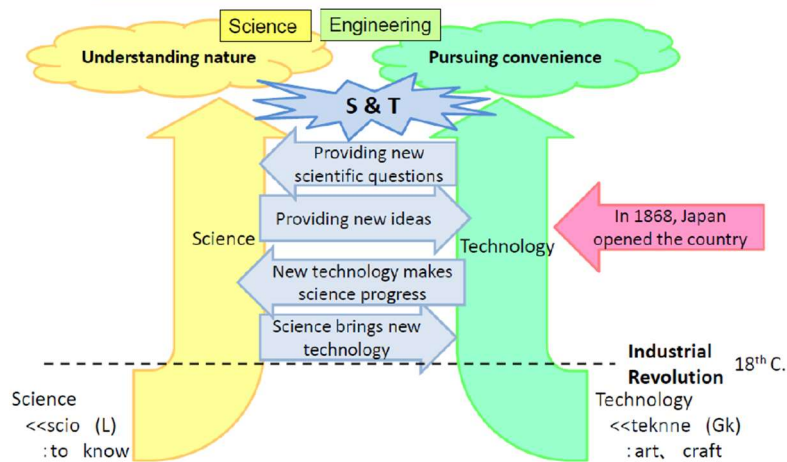 Science
Engineering
Understanding nature
Pursuing convenience
S & T
Providing new
scientific questions
Providing new ideas
Science
Technology
In 1868, Japan
opened the country
New technology makes
science progress
Science brings new
technology
Industrial
Revolution
18th C.
Science
<<scio (L)
:to know
Technology
<<teknne (Gk)
:art、 craft